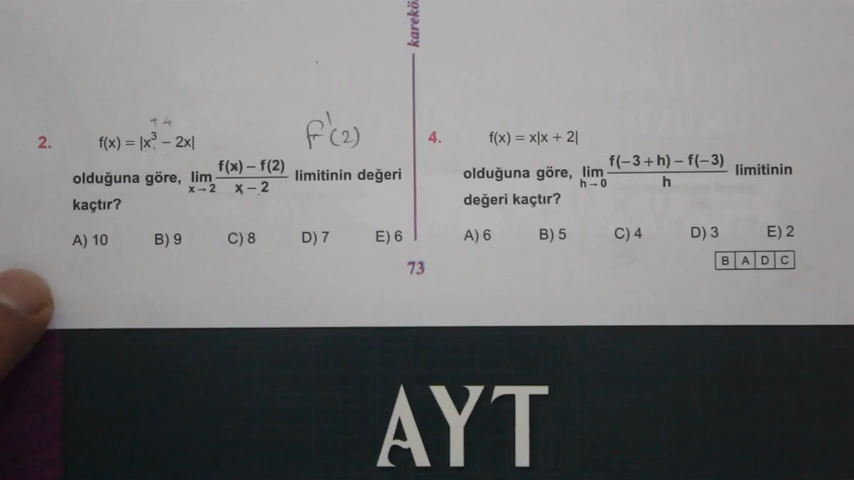 karekö
2. f(x) = |x³ – 2x|
+ 4
f'(2)
olduğuna göre, lim x→2 f(x) – f(2) / x – 2 limitinin değeri
kaçtır?
A) 10 B) 9 C) 8 D) 7 E) 6
4. f(x) = x|x + 2|
olduğuna göre, lim h→0 f(–3 + h) – f(–3) / h limitinin
değeri kaçtır?
A) 6 B) 5 C) 4 D) 3 E) 2
B A D C
73
AYT